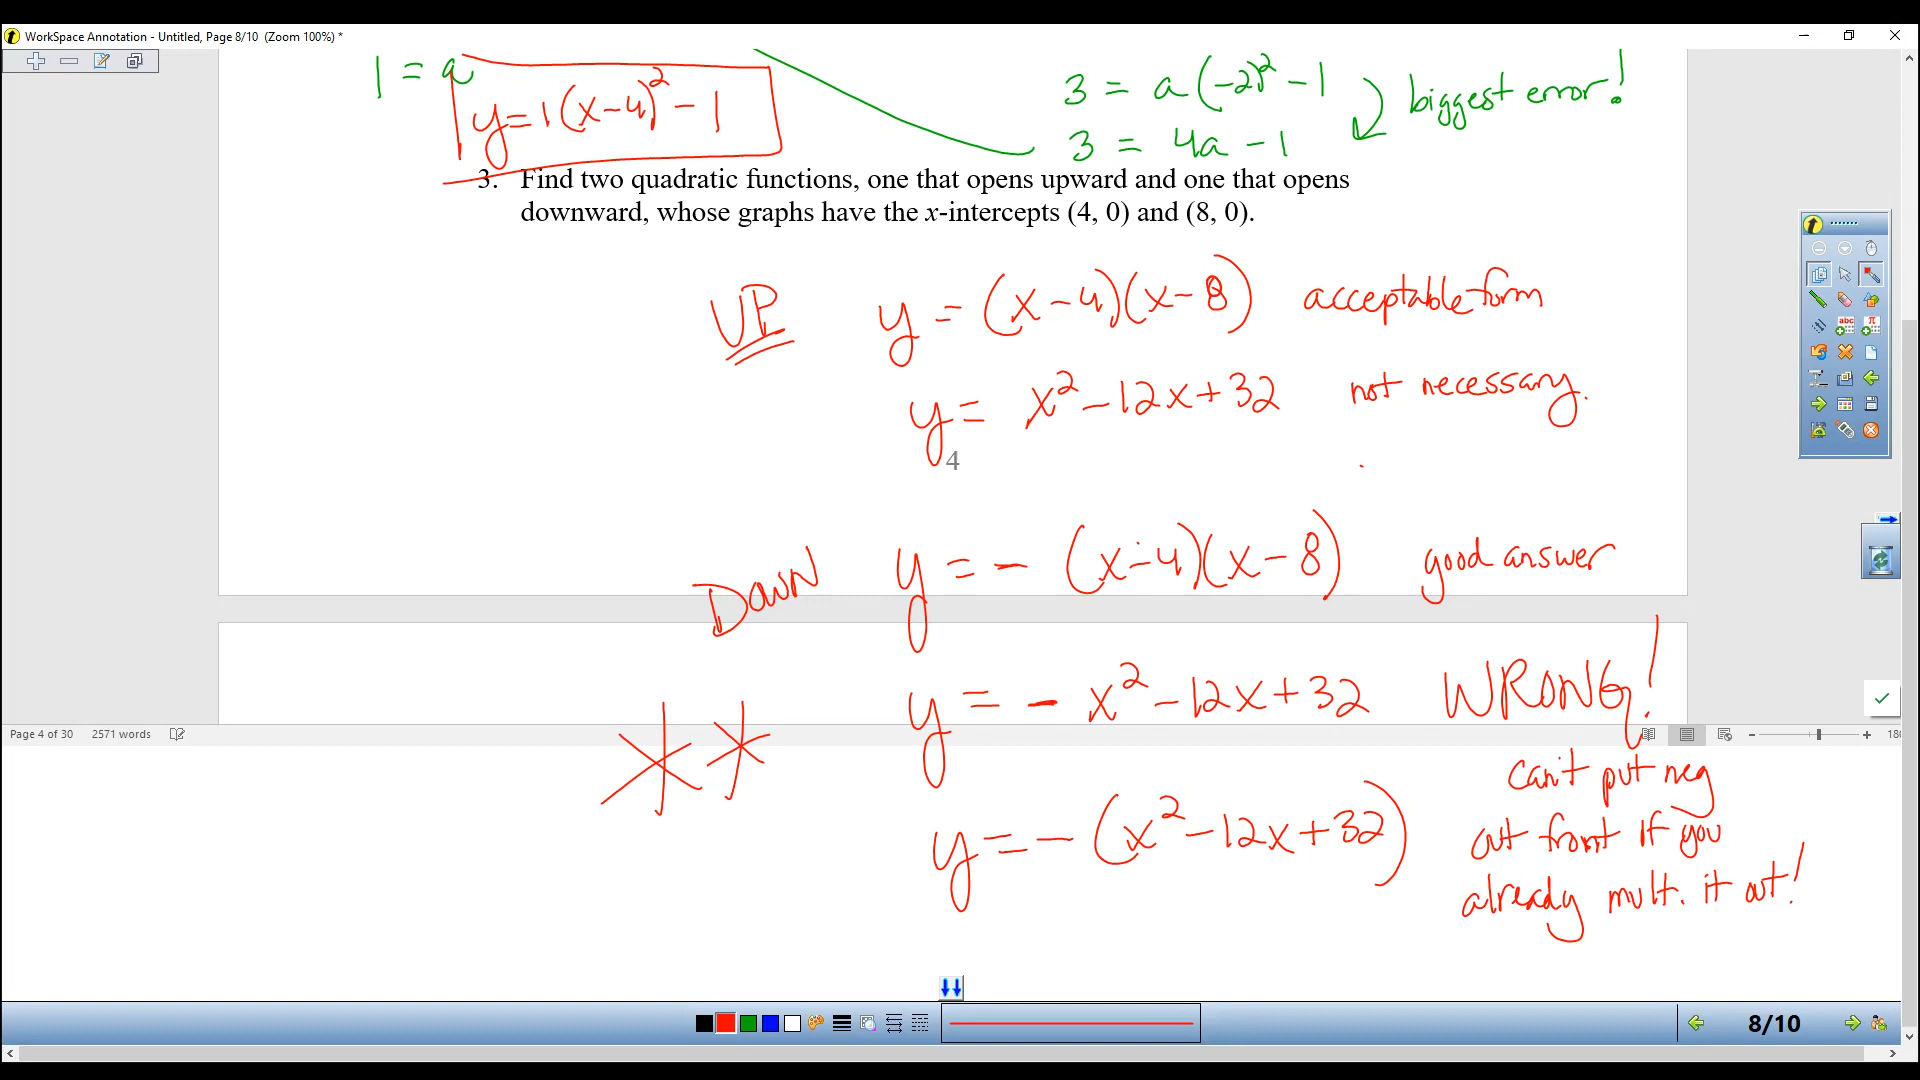 WorkSpace Annotation - Untitled, Page 8/10 (Zoom 100%) *
1 = a
y=1(x-4)² - 1
3 = a(-2)² - 1
3 = 4a - 1
biggest error!
3. Find two quadratic functions, one that opens upward and one that opens
downward, whose graphs have the x-intercepts (4, 0) and (8, 0).
UP y = (x-4)(x-8) acceptable form
y = x² - 12x + 32 not necessary.
4
DOWN y = - (x-4)(x-8) good answer
y = - x² - 12x + 32 WRONG!
Page 4 of 30 2571 words
can't put neg
y = - (x² - 12x + 32) out front if you
already mult. it out!
8/10